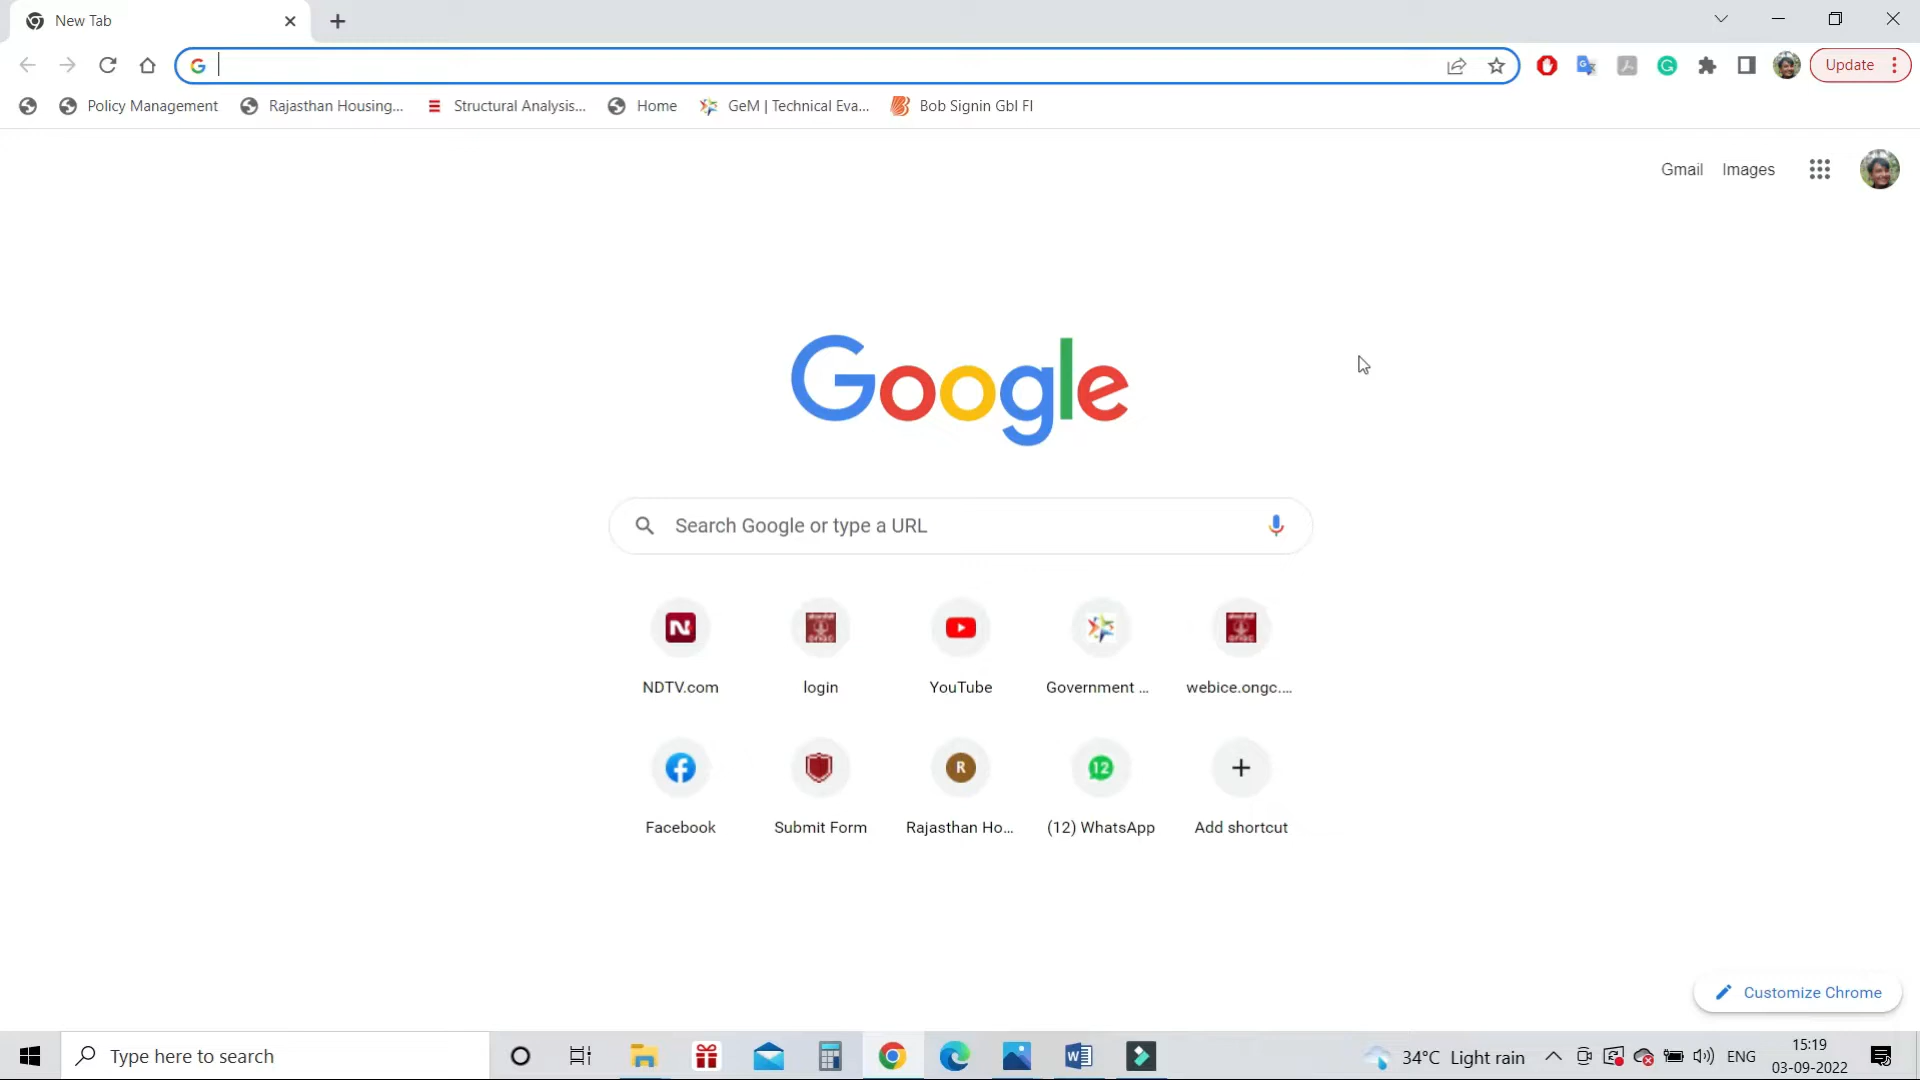 New Tab
Update
Policy Management
Rajasthan Housing...
Structural Analysis...
Home
GeM | Technical Eva...
Bob Signin Gbl FI
Gmail
Images
Google
Search Google or type a URL
NDTV.com
login
YouTube
Government ...
webice.ongc....
R
12
Facebook
Submit Form
Rajasthan Ho...
(12) WhatsApp
Add shortcut
Customize Chrome
Type here to search
34°C Light rain
ENG
15:19
03-09-2022